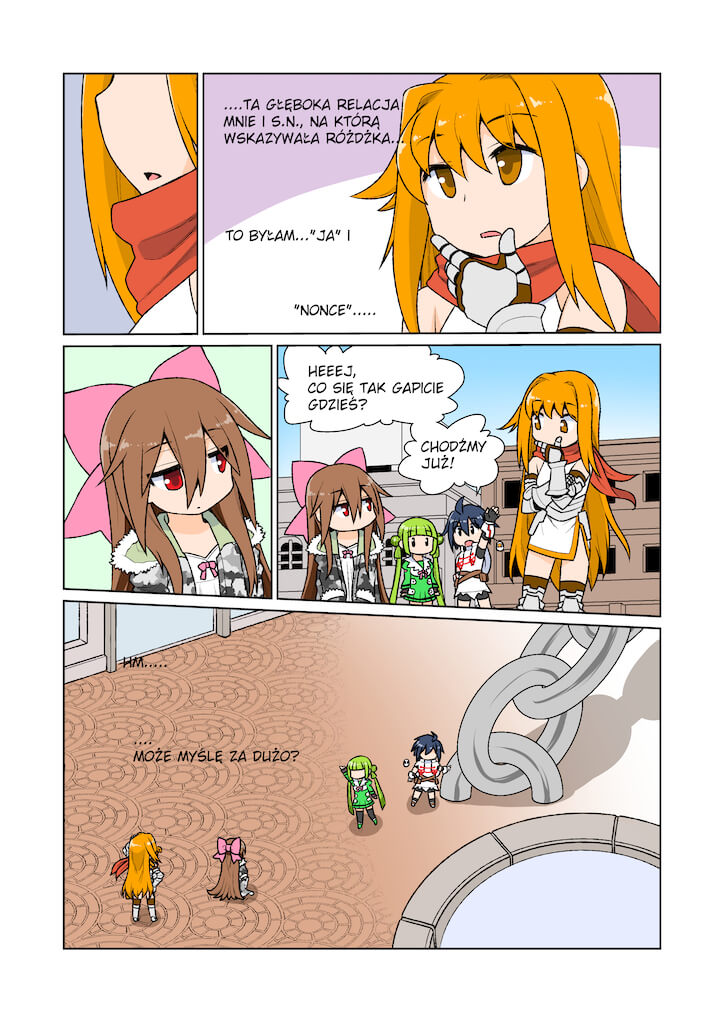 ....TA GŁĘBOKA RELACJA
MNIE I S.N., NA KTÓRĄ
WSKAZYWAŁA RÓŻDŻKA...
TO BYŁAM..."JA" I
"NONCE".....
HEEEJ,
CO SIĘ TAK GAPICIE
GDZIEŚ?
CHODŹMY
JUŻ!
HM.....
....
MOŻE MYŚLĘ ZA DUŻO?